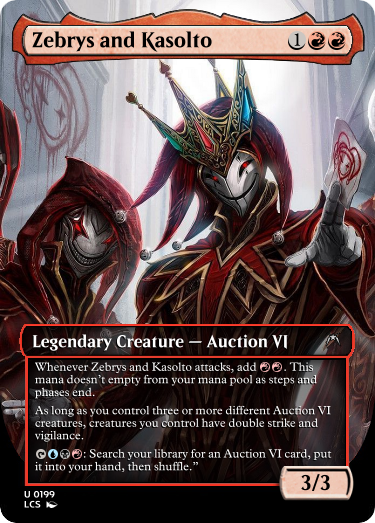 Zebrys and Kasolto 1
Legendary Creature — Auction VI
Whenever Zebrys and Kasolto attacks, add . This
mana doesn't empty from your mana pool as steps and
phases end.
As long as you control three or more different Auction VI
creatures, creatures you control have double strike and
vigilance.
: Search your library for an Auction VI card, put
it into your hand, then shuffle."
3/3
U 0199
LCS